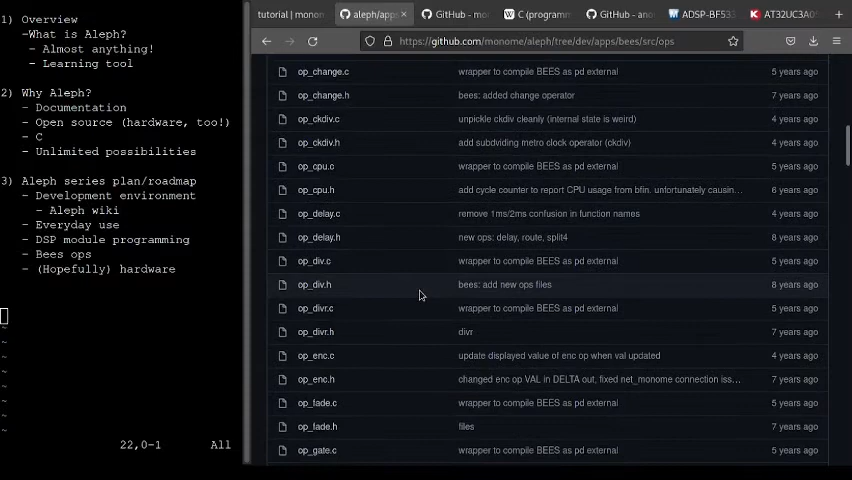 1) Overview
-What is Aleph?
- Almost anything!
- Learning tool
2) Why Aleph?
- Documentation
- Open source (hardware, too!)
- C
- Unlimited possibilities
3) Aleph series plan/roadmap
- Development environment
- Aleph wiki
- Everyday use
- DSP module programming
- Bees ops
- (Hopefully) hardware
~
~
~
~
~
~
~
~
22,0-1 All
tutorial | monom
aleph/apps
GitHub - mo
C (programm
GitHub - ano
ADSP-BF533
AT32UC3A0
https://github.com/monome/aleph/tree/dev/apps/bees/src/ops
op_change.c wrapper to compile BEES as pd external 5 years ago
op_change.h bees: added change operator 7 years ago
op_ckdiv.c unpickle ckdiv cleanly (internal state is weird) 4 years ago
op_ckdiv.h add subdividing metro clock operator (ckdiv) 4 years ago
op_cpu.c wrapper to compile BEES as pd external 5 years ago
op_cpu.h add cycle counter to report CPU usage from bfin. unfortunately causin... 6 years ago
op_delay.c remove 1ms/2ms confusion in function names 4 years ago
op_delay.h new ops: delay, route, split4 8 years ago
op_div.c wrapper to compile BEES as pd external 5 years ago
op_div.h bees: add new ops files 8 years ago
op_divr.c wrapper to compile BEES as pd external 5 years ago
op_divr.h divr 7 years ago
op_enc.c update displayed value of enc op when val updated 4 years ago
op_enc.h changed enc op VAL in DELTA out, fixed net_monome connection iss... 7 years ago
op_fade.c wrapper to compile BEES as pd external 5 years ago
op_fade.h files 7 years ago
op_gate.c wrapper to compile BEES as pd external 5 years ago